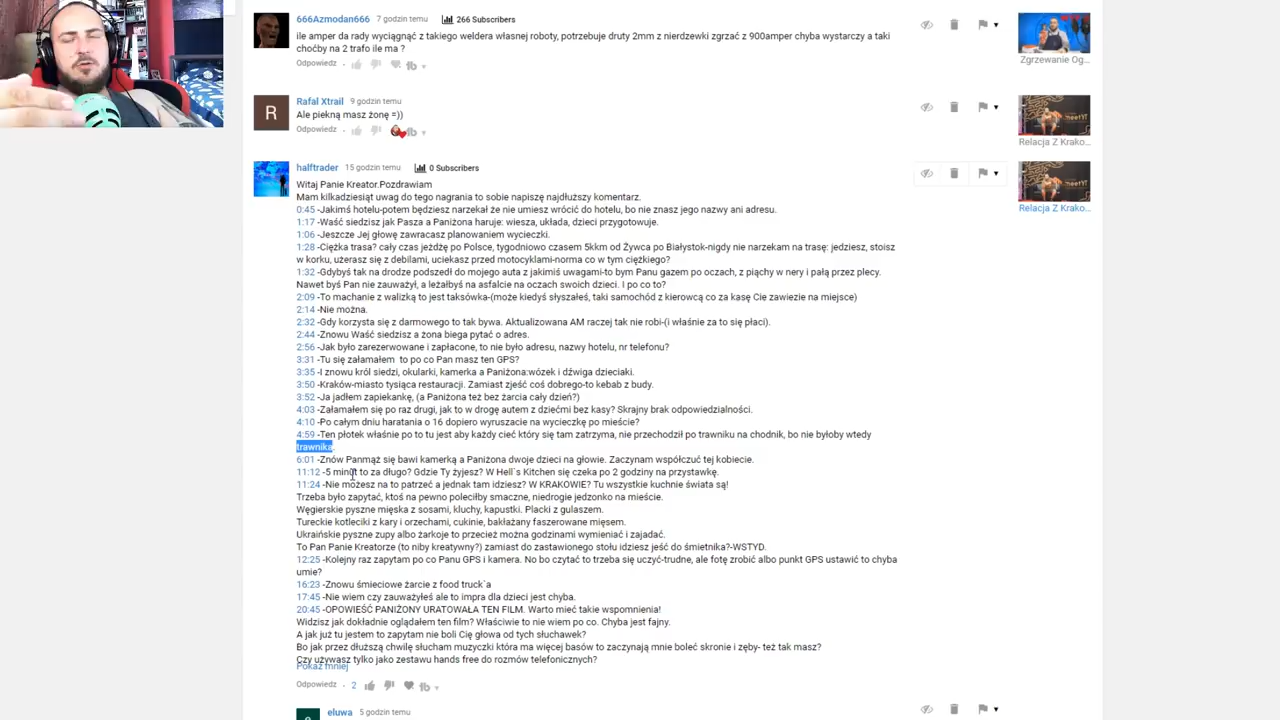 666Azmodan666 7 godzin temu 266 Subscribers
ile amper da rady wyciągnąć z takiego weldera własnej roboty, potrzebuje druty 2mm z nierdzewki zgrzać z 900amper chyba wystarczy a taki
choćby na 2 trafo ile ma ?
Odpowiedz
Zgrzewanie Og...
Rafal Xtrail 9 godzin temu
R
Ale piekną masz żonę =))
Odpowiedz
Relacja Z Krako...
halftrader 15 godzin temu 0 Subscribers
Witaj Panie Kreator.Pozdrawiam
Mam kilkadziesiąt uwag do tego nagrania to sobie napiszę najdłuższy komentarz.
Relacja Z Krako...
0:45 -Jakimś hotelu-potem będziesz narzekał że nie umiesz wrócić do hotelu, bo nie znasz jego nazwy ani adresu.
1:17 -Waść siedzisz jak Pasza a Paniżona haruje: wiesza, układa, dzieci przygotowuje.
1:06 -Jeszcze Jej głowę zawracasz planowaniem wycieczki.
1:28 -Ciężka trasa? cały czas jeżdżę po Polsce, tygodniowo czasem 5kkm od Żywca po Białystok-nigdy nie narzekam na trasę: jedziesz, stoisz
w korku, użerasz się z debilami, uciekasz przed motocyklami-norma co w tym ciężkiego?
1:32 -Gdybyś tak na drodze podszedł do mojego auta z jakimiś uwagami-to bym Panu gazem po oczach, z piąchy w nery i pałą przez plecy.
Nawet byś Pan nie zauważył, a leżałbyś na asfalcie na oczach swoich dzieci. I po co to?
2:09 -To machanie z walizką to jest taksówka-(może kiedyś słyszałeś, taki samochód z kierowcą co za kasę Cie zawiezie na miejsce)
2:14 -Nie można.
2:32 -Gdy korzysta się z darmowego to tak bywa. Aktualizowana AM raczej tak nie robi-(i właśnie za to się płaci).
2:44 -Znowu Waść siedzisz a żona biega pytać o adres.
2:56 -Jak było zarezerwowane i zapłacone, to nie było adresu, nazwy hotelu, nr telefonu?
3:31 -Tu się załamałem to po co Pan masz ten GPS?
3:35 -I znowu król siedzi, okularki, kamerka a Paniżona:wózek i dźwiga dzieciaki.
3:50 -Kraków-miasto tysiąca restauracji. Zamiast zjeść coś dobrego-to kebab z budy.
3:52 -Ja jadłem zapiekankę, (a Paniżona też bez żarcia cały dzień?)
4:03 -Załamałem się po raz drugi, jak to w drogę autem z dziećmi bez kasy? Skrajny brak odpowiedzialności.
4:10 -Po całym dniu haratania o 16 dopiero wyruszacie na wycieczkę po mieście?
4:59 -Ten płotek właśnie po to tu jest aby każdy cieć który się tam zatrzyma, nie przechodził po trawniku na chodnik, bo nie byłoby wtedy
trawnika.
6:01 -Znów Panmąż się bawi kamerką a Paniżona dwoje dzieci na głowie. Zaczynam współczuć tej kobiecie.
11:12 -5 minut to za długo? Gdzie Ty żyjesz? W Hell`s Kitchen się czeka po 2 godziny na przystawkę.
11:24 -Nie możesz na to patrzeć a jednak tam idziesz? W KRAKOWIE? Tu wszystkie kuchnie świata są!
Trzeba było zapytać, ktoś na pewno poleciłby smaczne, niedrogie jedzonko na mieście.
Węgierskie pyszne mięska z sosami, kluchy, kapustki. Placki z gulaszem.
Tureckie kotleciki z kary i orzechami, cukinie, bakłażany faszerowane mięsem.
Ukraińskie pyszne zupy albo żarkoje to przecież można godzinami wymieniać i zajadać.
To Pan Panie Kreatorze (to niby kreatywny?) zamiast do zastawionego stołu idziesz jeść do śmietnika?-WSTYD.
12:25 -Kolejny raz zapytam po co Panu GPS i kamera. No bo czytać to trzeba się uczyć-trudne, ale fotę zrobić albo punkt GPS ustawić to chyba
umie?
16:23 -Znowu śmieciowe żarcie z food truck`a
17:45 -Nie wiem czy zauważyłeś ale to impra dla dzieci jest chyba.
20:45 -OPOWIEŚĆ PANIŻONY URATOWAŁA TEN FILM. Warto mieć takie wspomnienia!
Widzisz jak dokładnie oglądałem ten film? Właściwie to nie wiem po co. Chyba jest fajny.
A jak już tu jestem to zapytam nie boli Cię głowa od tych słuchawek?
Bo jak przez dłuższą chwilę słucham muzyczki która ma więcej basów to zaczynają mnie boleć skronie i zęby- też tak masz?
Czy używasz tylko jako zestawu hands free do rozmów telefonicznych?
Pokaż mniej
Odpowiedz 2
eluwa 5 godzin temu